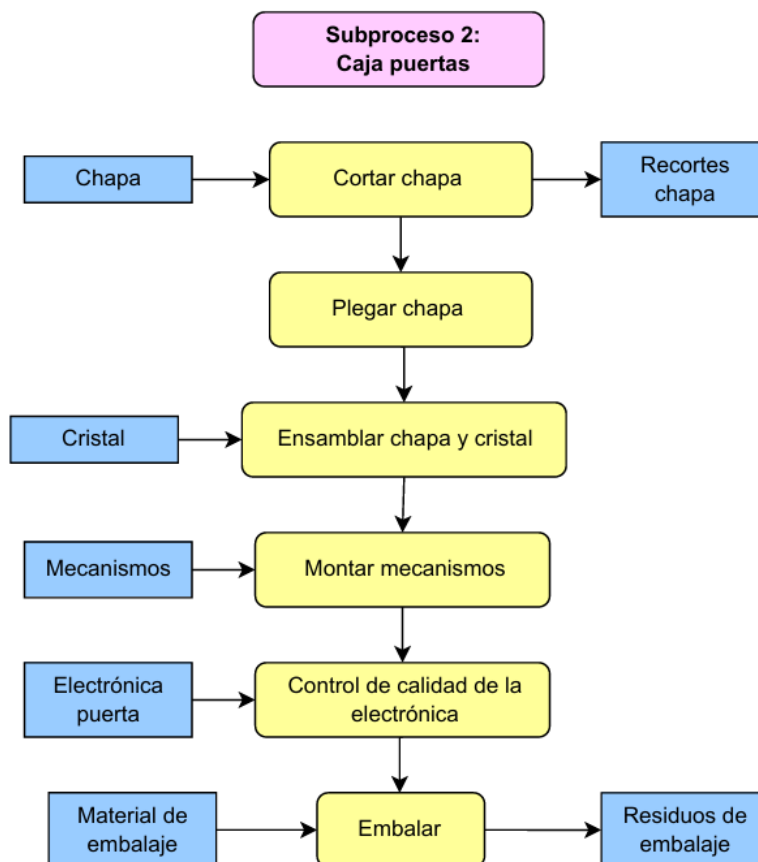 Subproceso 2:
Caja puertas
Chapa
Cortar chapa
Recortes
chapa
Plegar chapa
Cristal
Ensamblar chapa y cristal
Mecanismos
Montar mecanismos
Electrónica
puerta
Control de calidad de la
electrónica
Material de
embalaje
Embalar
Residuos de
embalaje